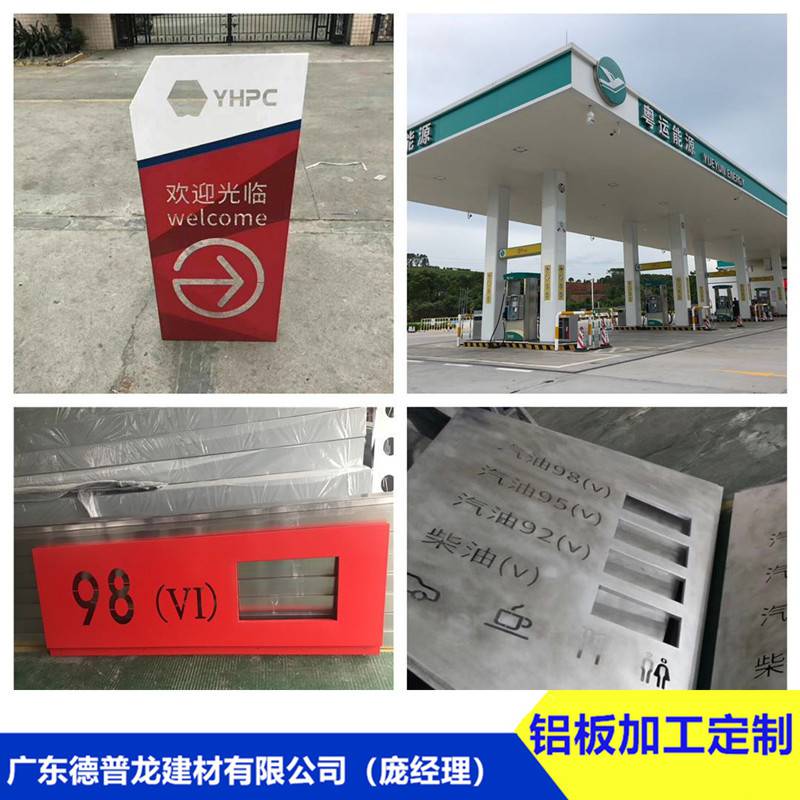 YHPC
欢迎光临
welcome
能源
粤运能源
YUEYUN ENERGY
98 (VI)
汽油98(v)
汽油95(v)
汽油92(v)
柴油(v)
汽
汽
汽
柴
铝板加工定制
广东德普龙建材有限公司（庞经理）